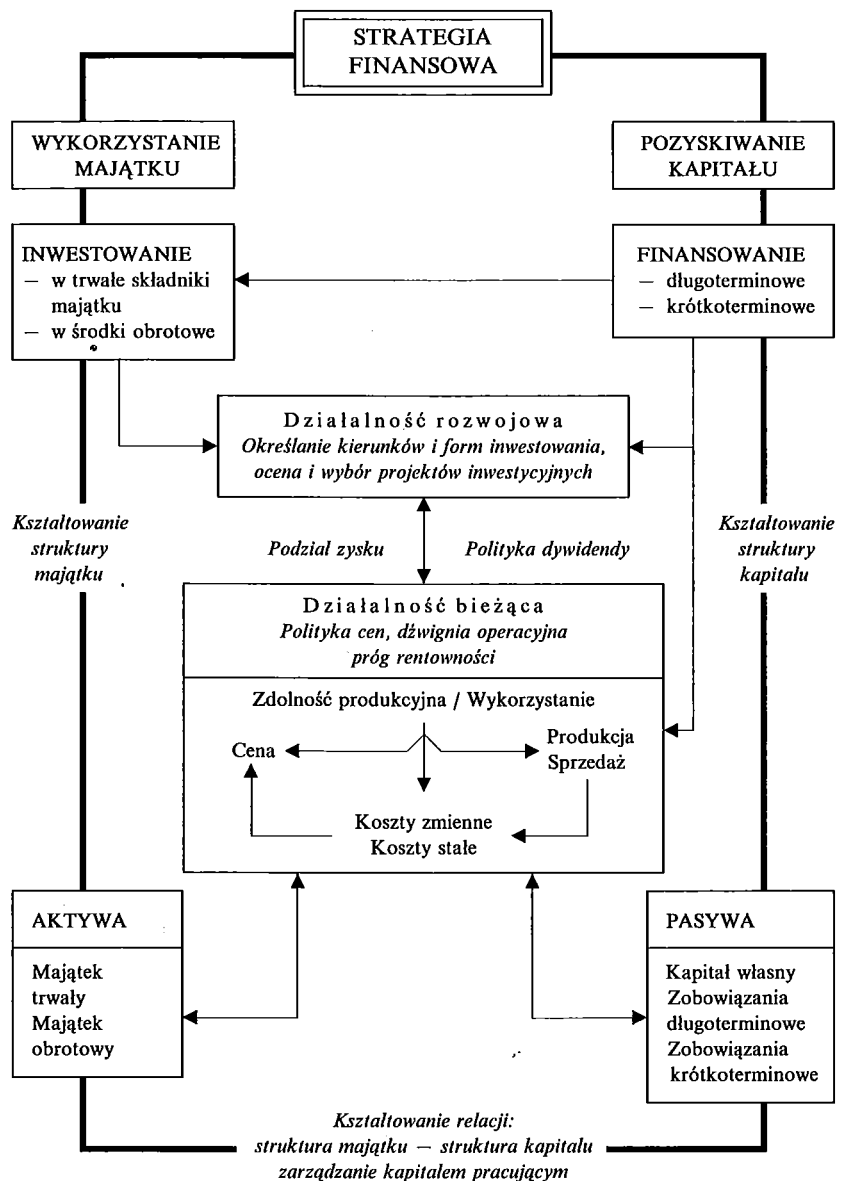 STRATEGIA
FINANSOWA
WYKORZYSTANIE
MAJĄTKU
POZYSKIWANIE
KAPITAŁU
INWESTOWANIE
— w trwałe składniki
majątku
— w środki obrotowe
FINANSOWANIE
— długoterminowe
— krótkoterminowe
Działalność rozwojowa
Określanie kierunków i form inwestowania,
ocena i wybór projektów inwestycyjnych
Kształtowanie
struktury
majątku
Podział zysku
Polityka dywidendy
Kształtowanie
struktury
kapitału
Działalność bieżąca
Polityka cen, dźwignia operacyjna
próg rentowności
Zdolność produkcyjna / Wykorzystanie
Cena
Produkcja
Sprzedaż
Koszty zmienne
Koszty stałe
AKTYWA
Majątek
trwały
Majątek
obrotowy
PASYWA
Kapitał własny
Zobowiązania
długoterminowe
Zobowiązania
krótkoterminowe
Kształtowanie relacji:
struktura majątku — struktura kapitału
zarządzanie kapitałem pracującym